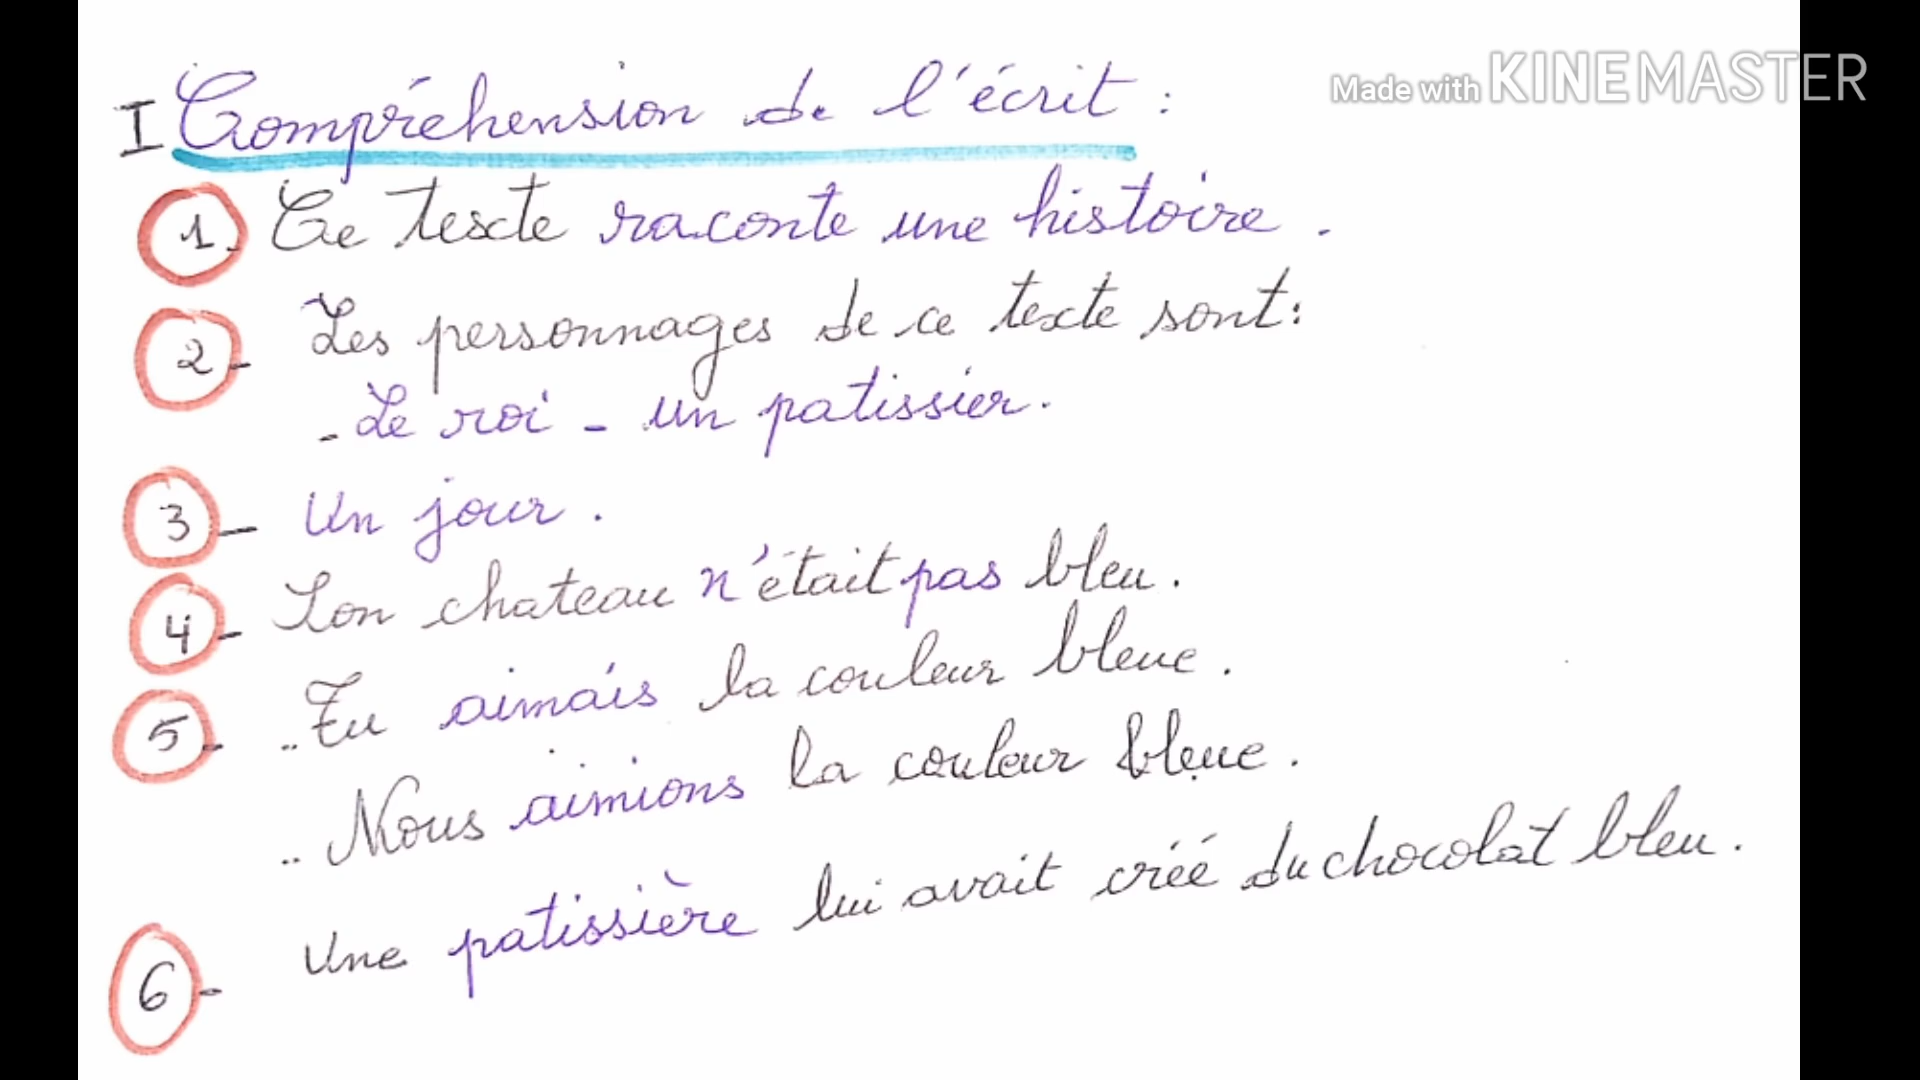 Made with KINEMASTER
I Compréhension de l'écrit :
1- Ce texte raconte une histoire.
2- Les personnages de ce texte sont:
- Le roi - un patissier.
3- Un jour.
4- Son chateau n'était pas bleu.
5- .. Tu aimais la couleur bleue.
.. Nous aimions la couleur bleue.
6- Une patissière lui avait créé du chocolat bleu.